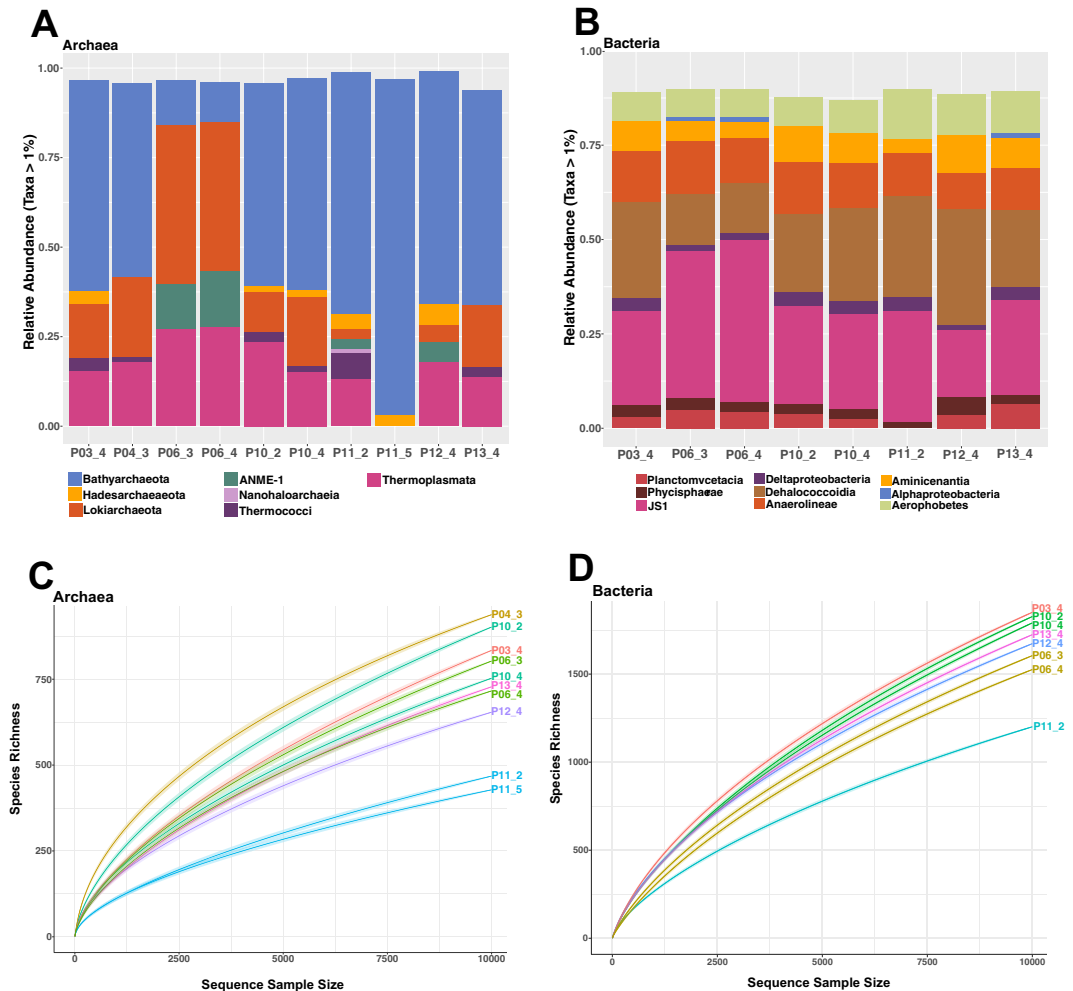 A
Archaea
Relative Abundance (Taxa > 1%)
1.00
0.75
0.50
0.25
0.00
P03_4 P04_3 P06_3 P06_4 P10_2 P10_4 P11_2 P11_5 P12_4 P13_4
Bathyarchaeota ANME-1 Thermoplasmata
Hadesarchaeaeota Nanohaloarchaeia
Lokiarchaeota Thermococci
B
Bacteria
Relative Abundance (Taxa > 1%)
1.00
0.75
0.50
0.25
0.00
P03_4 P06_3 P06_4 P10_2 P10_4 P11_2 P12_4 P13_4
Planctomycetacia Deltaproteobacteria Aminicenantia
Phycisphaerae Dehalococcoidia Alphaproteobacteria
JS1 Anaerolineae Aerophobetes
C
Archaea
Species Richness
750
500
250
0
P04_3
P10_2
P03_4
P06_3
P10_4
P13_4
P06_4
P12_4
P11_2
P11_5
0 2500 5000 7500 10000
Sequence Sample Size
D
Bacteria
Species Richness
1500
1000
500
0
P03_4
P10_2
P10_4
P13_4
P12_4
P06_3
P06_4
P11_2
0 2500 5000 7500 10000
Sequence Sample Size